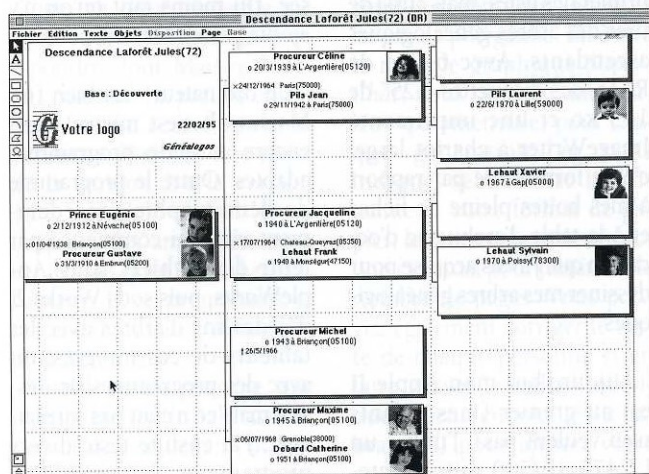 Descendance Laforêt Jules(72) (DR)
Fichier Edition Texte Objets Disposition Page Base
Descendance Laforêt Jules(72)
Base : Découverte
Votre logo
22/02/95
Généalogos
Prince Eugénie
o 2/12/1912 à Névache(05100)
x01/04/1938 Briançon(05100)
Procureur Gustave
o 31/3/1910 à Embrun(05200)
Procureur Céline
o 20/3/1939 à L'Argentière(05120)
x24/12/1964 Paris(75000)
Pils Jean
o 29/11/1942 à Paris(75000)
Procureur Jacqueline
o 1940 à L'Argentière(05120)
x17/07/1964 Chateau-Queyraz(05350)
Lehaut Frank
o 1940 à Monségur(47150)
Procureur Michel
o 1943 à Briançon(05100)
†26/5/1966
Procureur Maxime
o 1945 à Briançon(05100)
x06/07/1968 Grenoble(38000)
Debard Catherine
o 1951 à Briançon(05100)
Pils Laurent
o 22/6/1970 à Lille(59000)
Lehaut Xavier
o 1967 à Gap(05000)
Lehaut Sylvain
o 1970 à Poissy(78300)